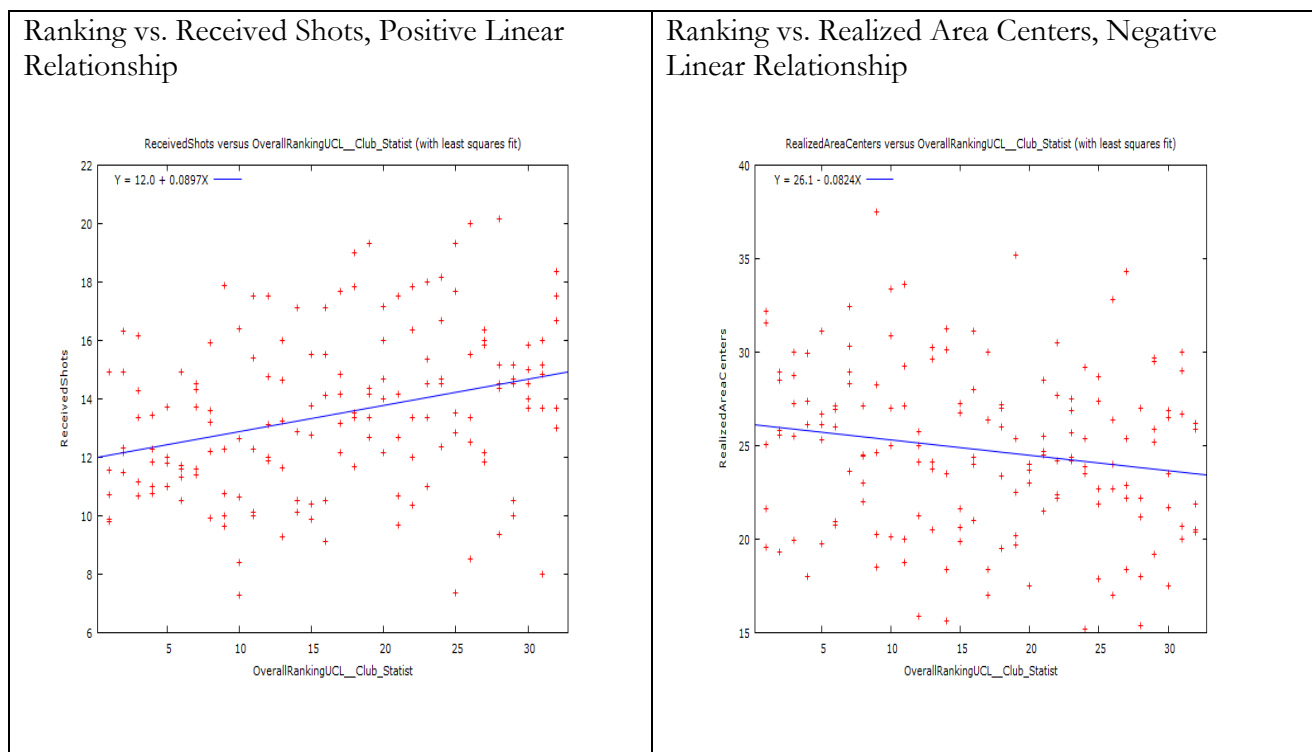 Ranking vs. Received Shots, Positive Linear
Relationship
ReceivedShots versus OverallRankingUCL__Club_Statist (with least squares fit)
22
Y = 12.0 + 0.0897X
20
18
16
14
12
10
8
6
ReceivedShots
5 10 15 20 25 30
OverallRankingUCL__Club_Statist
Ranking vs. Realized Area Centers, Negative
Linear Relationship
RealizedAreaCenters versus OverallRankingUCL__Club_Statist (with least squares fit)
40
Y = 26.1 - 0.0824X
35
30
25
20
15
RealizedAreaCenters
5 10 15 20 25 30
OverallRankingUCL__Club_Statist